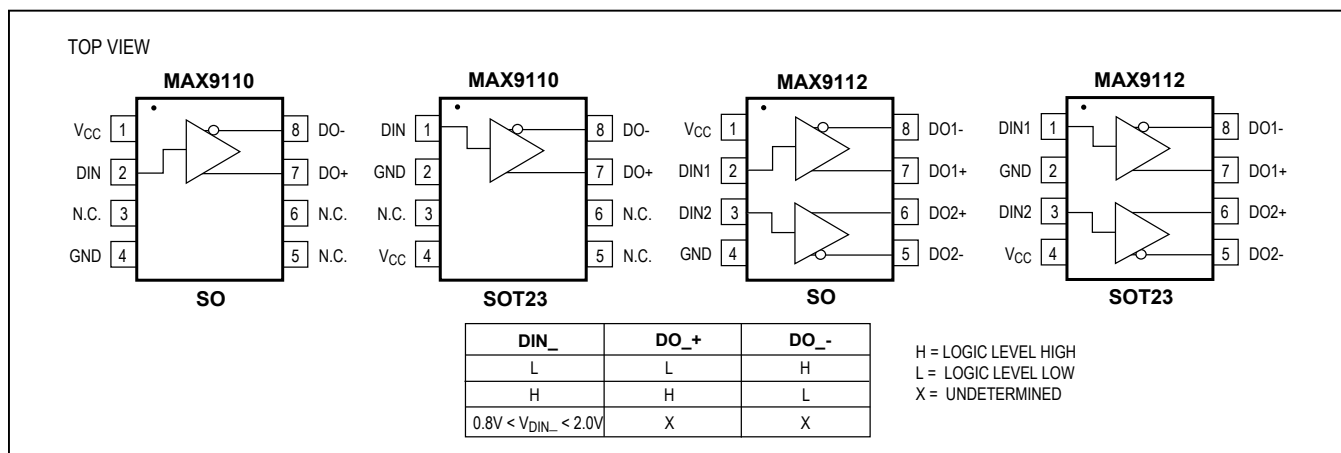 TOP VIEW
MAX9110
VCC 1
DIN 2
N.C. 3
GND 4
8 DO-
7 DO+
6 N.C.
5 N.C.
SO
MAX9110
DIN 1
GND 2
N.C. 3
VCC 4
8 DO-
7 DO+
6 N.C.
5 N.C.
SOT23
MAX9112
VCC 1
DIN1 2
DIN2 3
GND 4
8 DO1-
7 DO1+
6 DO2+
5 DO2-
SO
MAX9112
DIN1 1
GND 2
DIN2 3
VCC 4
8 DO1-
7 DO1+
6 DO2+
5 DO2-
SOT23
DIN_ DO_+ DO_-
L L H
H H L
0.8V < VDIN_ < 2.0V X X
H = LOGIC LEVEL HIGH
L = LOGIC LEVEL LOW
X = UNDETERMINED